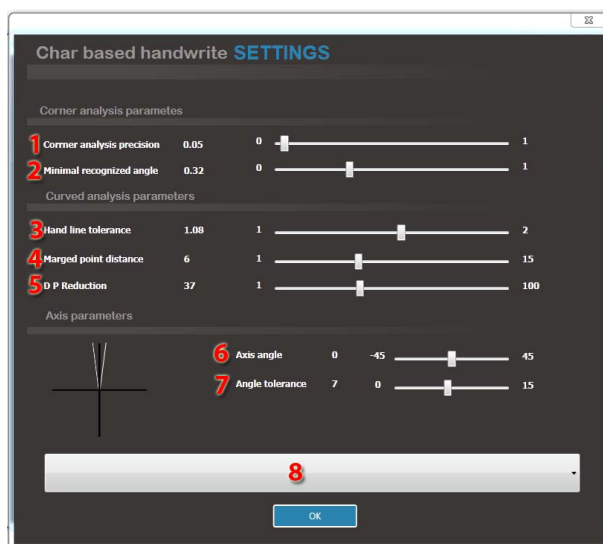 Char based handwrite SETTINGS
Corner analysis parametes
1 Corrner analysis precision 0.05 0 1
2 Minimal recognized angle 0.32 0 1
Curved analysis parameters
3 Hand line tolerance 1.08 1 2
4 Marged point distance 6 1 15
5 D P Reduction 37 1 100
Axis parameters
6 Axis angle 0 -45 45
7 Angle tolerance 7 0 15
8
OK